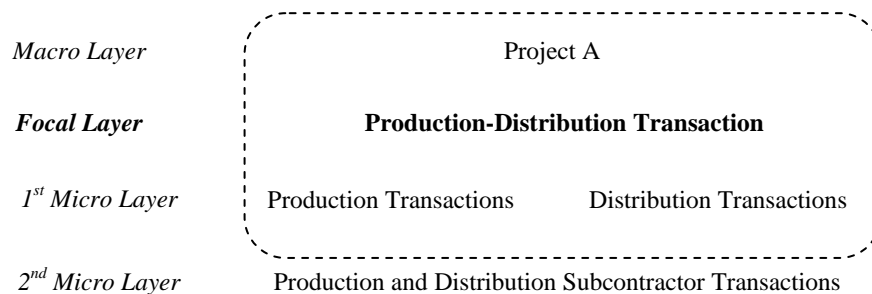 Macro Layer Project A
Focal Layer Production-Distribution Transaction
1st Micro Layer Production Transactions Distribution Transactions
2nd Micro Layer Production and Distribution Subcontractor Transactions